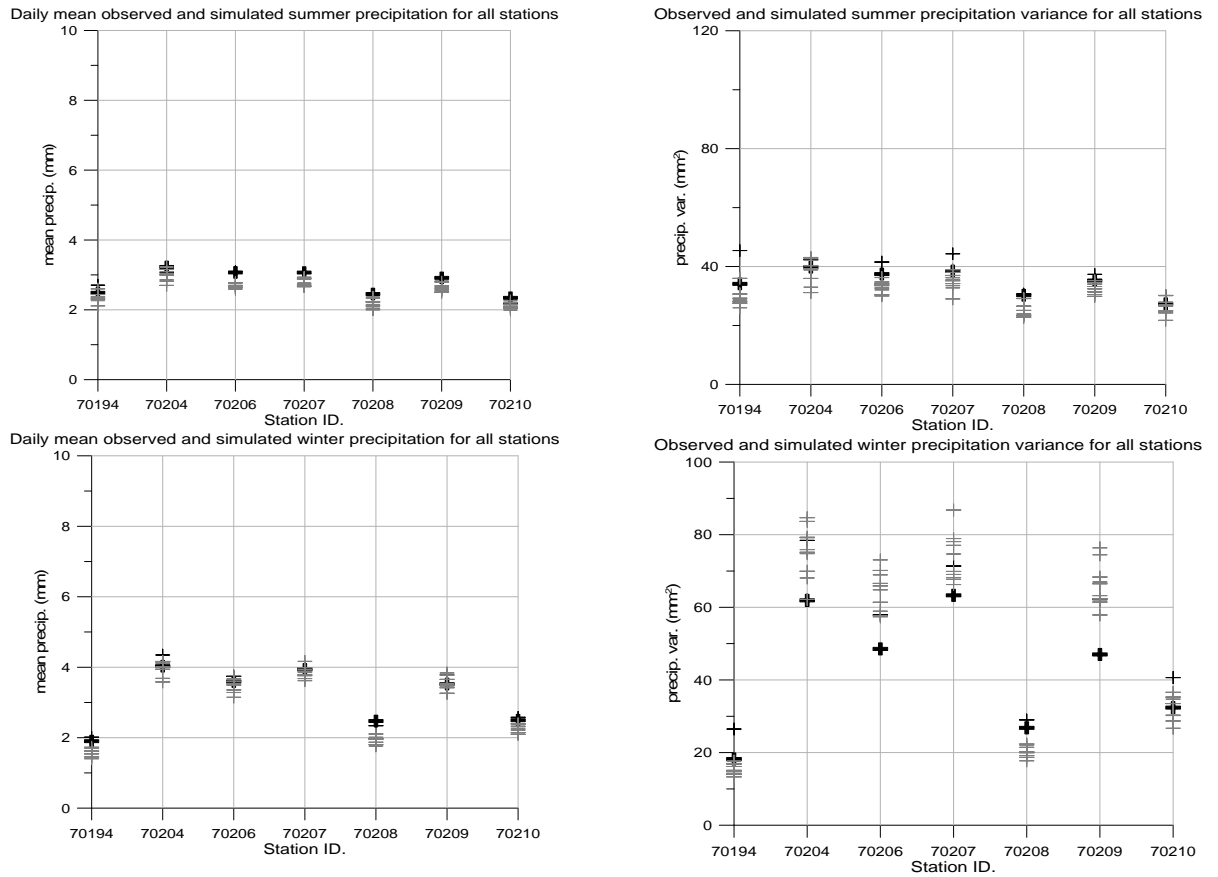 Daily mean observed and simulated summer precipitation for all stations
10
8
6
4
2
0
mean precip. (mm)
70194 70204 70206 70207 70208 70209 70210
Station ID.
Observed and simulated summer precipitation variance for all stations
120
80
40
0
precip. var. (mm²)
70194 70204 70206 70207 70208 70209 70210
Station ID.
Daily mean observed and simulated winter precipitation for all stations
10
8
6
4
2
0
mean precip. (mm)
70194 70204 70206 70207 70208 70209 70210
Station ID.
Observed and simulated winter precipitation variance for all stations
100
80
60
40
20
0
precip. var. (mm²)
70194 70204 70206 70207 70208 70209 70210
Station ID.